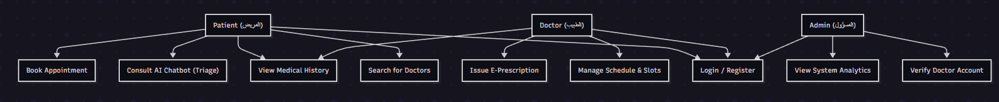 Patient (المريض)
Doctor (الطبيب)
Admin (المسؤول)
Book Appointment
Consult AI Chatbot (Triage)
View Medical History
Search for Doctors
Issue E-Prescription
Manage Schedule & Slots
Login / Register
View System Analytics
Verify Doctor Account